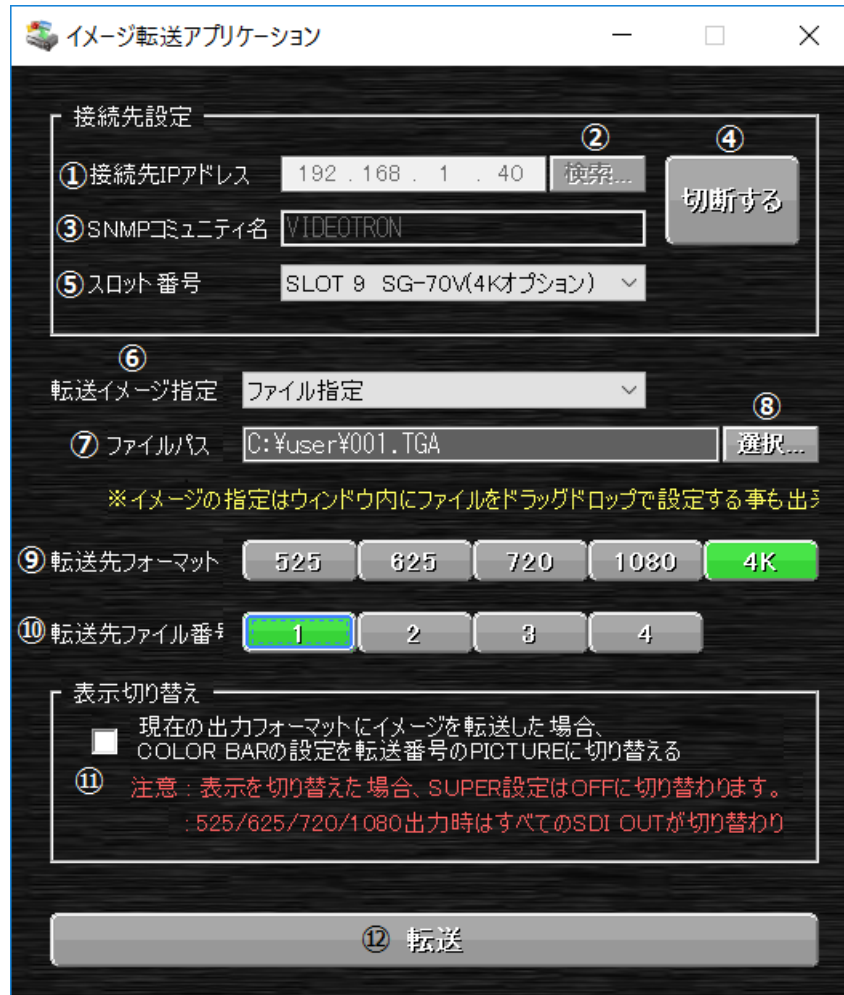 イメージ転送アプリケーション
接続先設定
② ④
①接続先IPアドレス 192 . 168 . 1 . 40 検索... 切断する
③SNMPコミュニティ名 VIDEOTRON
⑤スロット番号 SLOT 9 SG-70V(4Kオプション)
⑥
転送イメージ指定 ファイル指定
⑧
⑦ファイルパス C:¥user¥001.TGA 選択...
※イメージの指定はウィンドウ内にファイルをドラッグドロップで設定する事も出
⑨転送先フォーマット 525 625 720 1080 4K
⑩転送先ファイル番 1 2 3 4
表示切り替え
現在の出力フォーマットにイメージを転送した場合、
COLOR BARの設定を転送番号のPICTUREに切り替える
⑪ 注意:表示を切り替えた場合、SUPER設定はOFFに切り替わります。
:525/625/720/1080出力時はすべてのSDI OUTが切り替わり
⑫ 転送